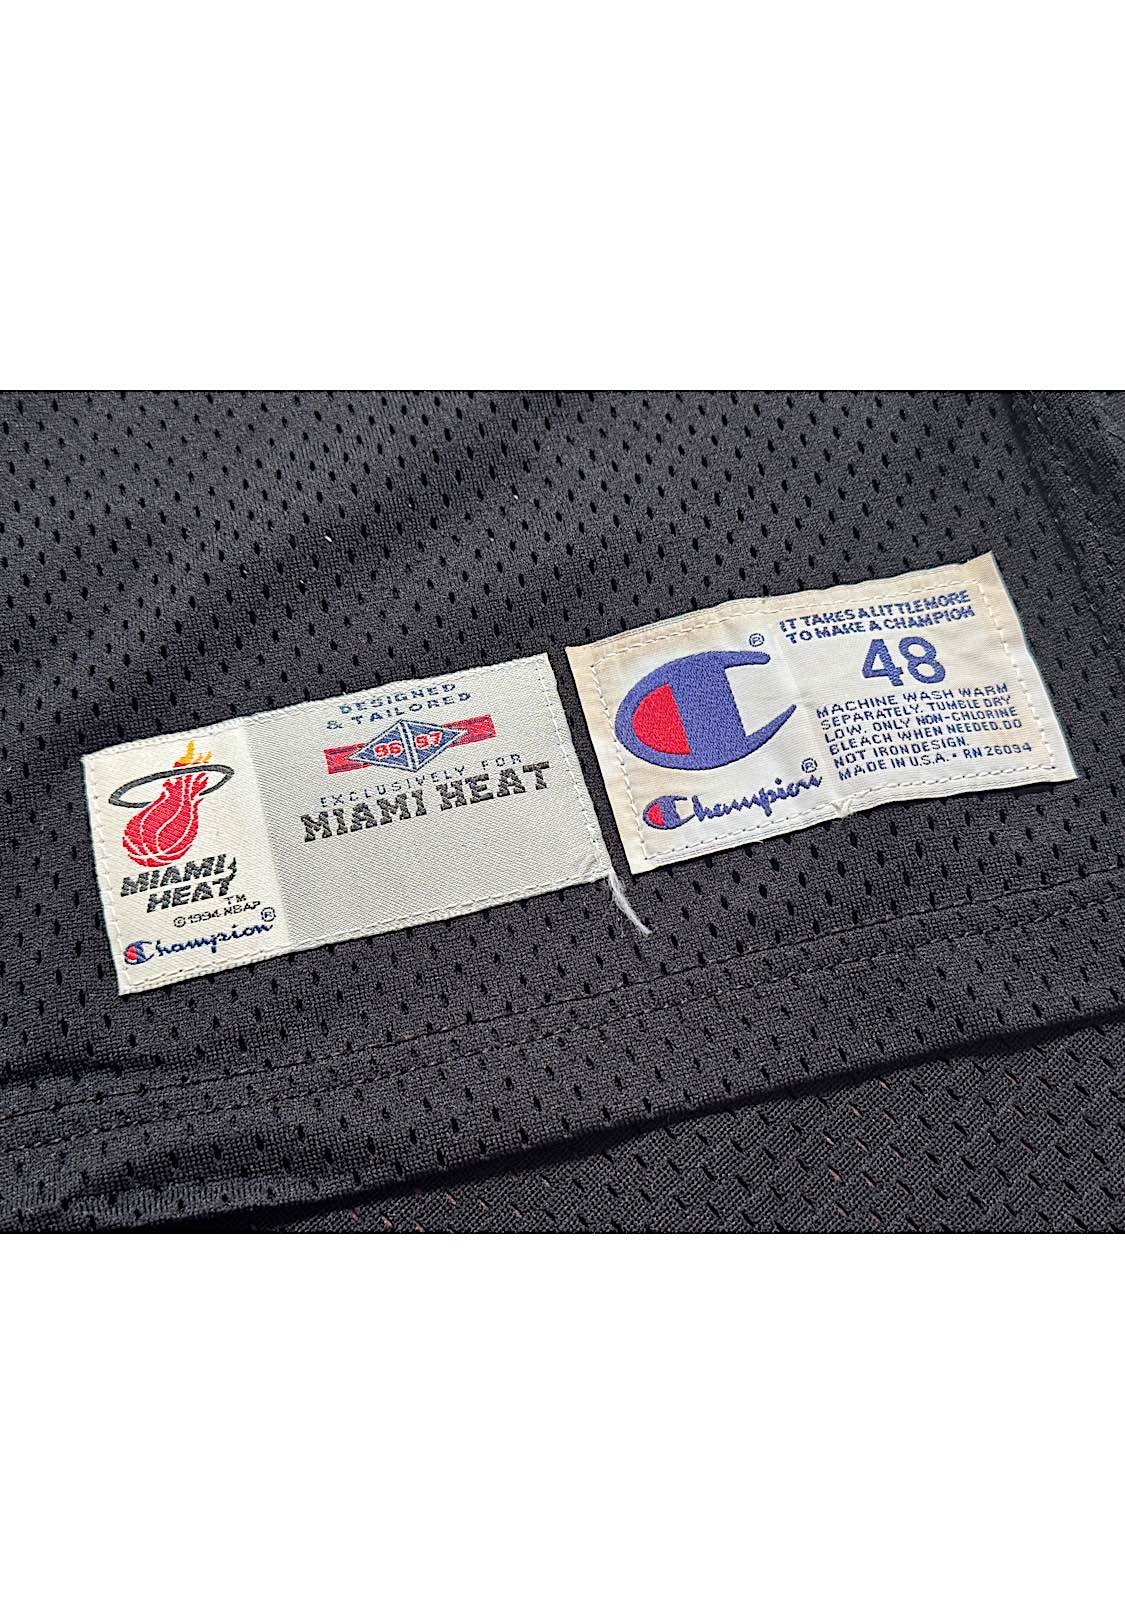 MIAMI
HEAT™
©1994 NBAP
Champion®
DESIGNED
& TAILORED
96 97
EXCLUSIVELY FOR
MIAMI HEAT
®
Champion®
IT TAKES A LITTLE MORE
TO MAKE A CHAMPION
48
MACHINE WASH WARM
SEPARATELY. TUMBLE DRY
LOW. ONLY NON-CHLORINE
BLEACH WHEN NEEDED. DO
NOT IRON DESIGN.
MADE IN U.S.A. • RN 26094